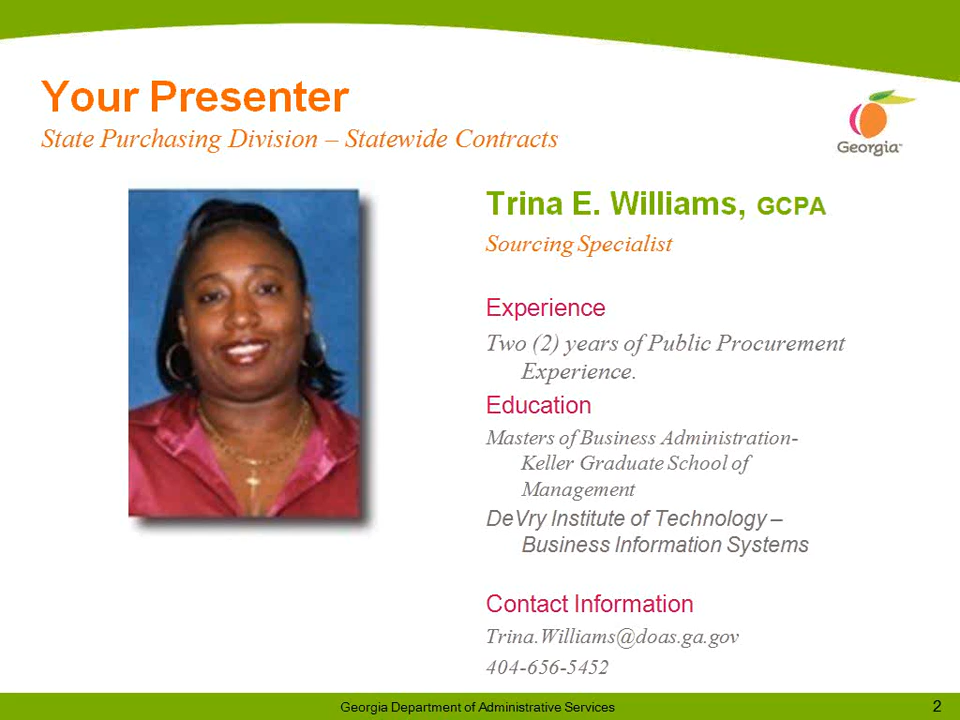 Your Presenter
State Purchasing Division – Statewide Contracts
Georgia™
Trina E. Williams, GCPA
Sourcing Specialist
Experience
Two (2) years of Public Procurement
Experience.
Education
Masters of Business Administration-
Keller Graduate School of
Management
DeVry Institute of Technology –
Business Information Systems
Contact Information
Trina.Williams@doas.ga.gov
404-656-5452
Georgia Department of Administrative Services
2